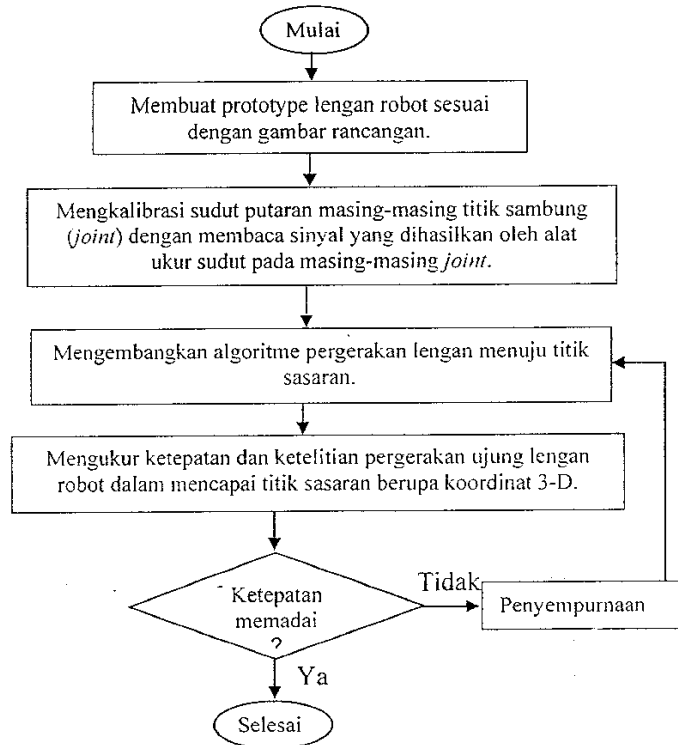 Mulai
Membuat prototype lengan robot sesuai
dengan gambar rancangan.
Mengkalibrasi sudut putaran masing-masing titik sambung
(joint) dengan membaca sinyal yang dihasilkan oleh alat
ukur sudut pada masing-masing joint.
Mengembangkan algoritme pergerakan lengan menuju titik
sasaran.
Mengukur ketepatan dan ketelitian pergerakan ujung lengan
robot dalam mencapai titik sasaran berupa koordinat 3-D.
Ketepatan
memadai
?
Tidak
Penyempurnaan
Ya
Selesai